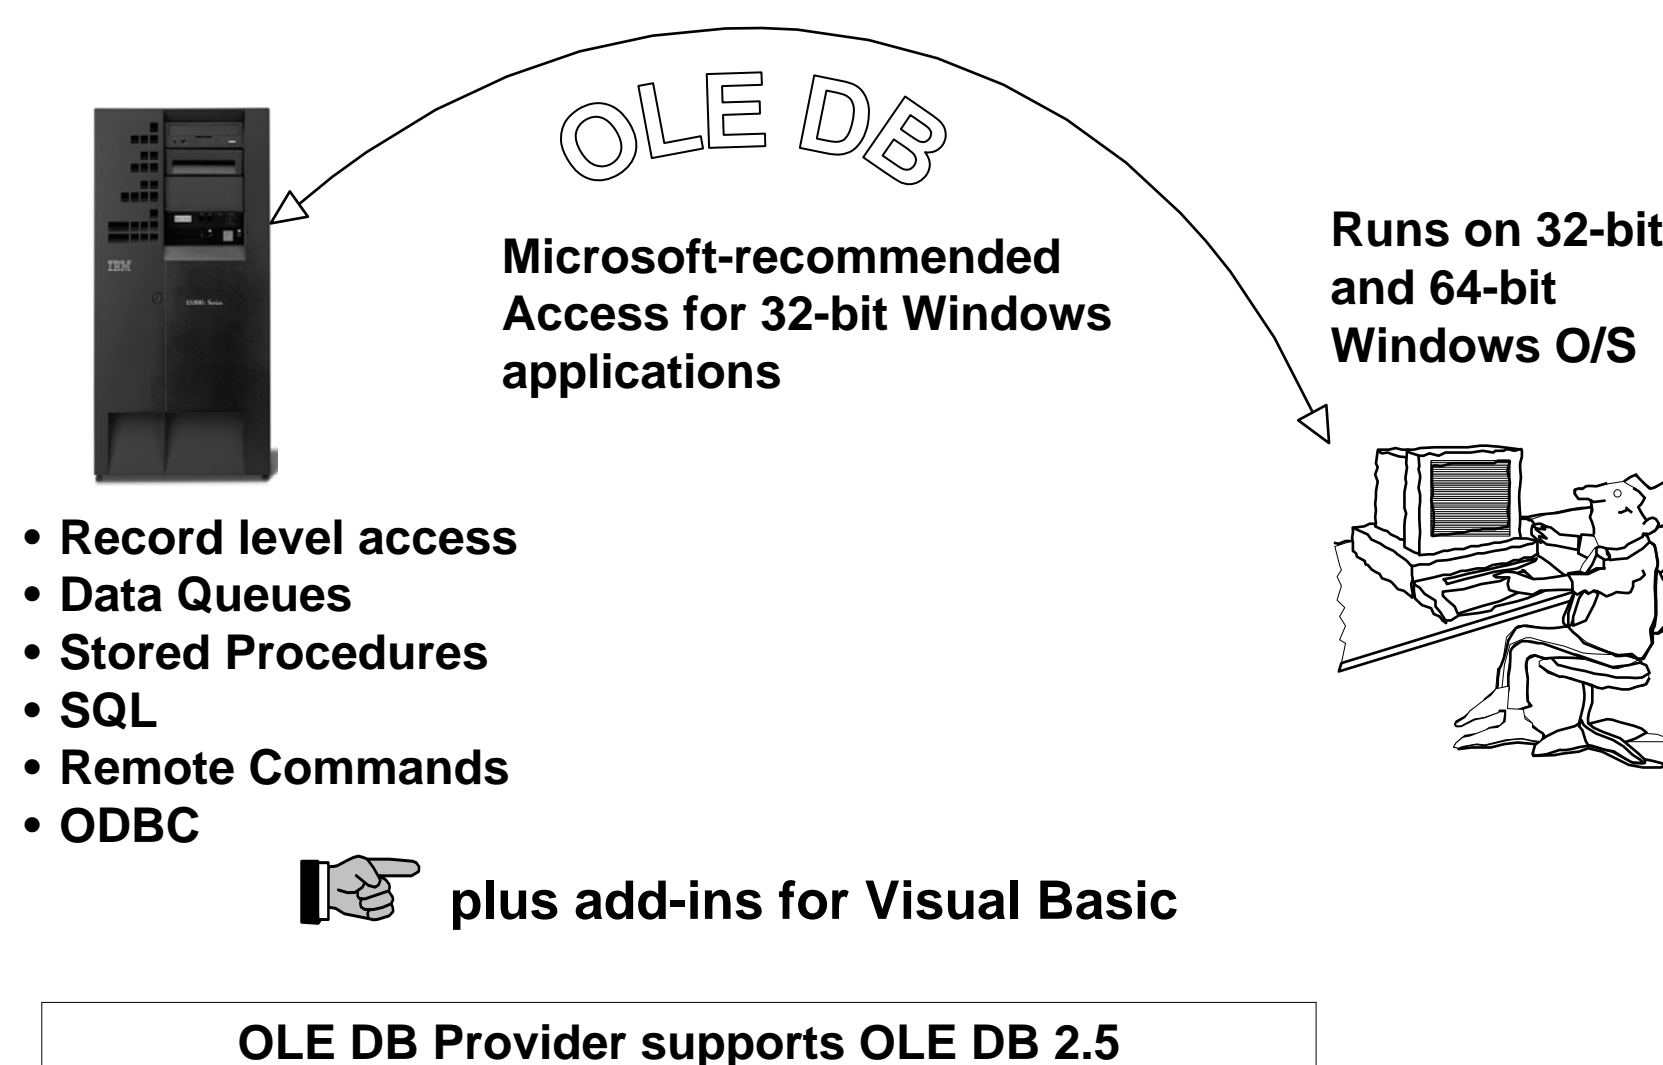 OLE DB
Microsoft-recommended
Access for 32-bit Windows
applications
Runs on 32-bit
and 64-bit
Windows O/S
IBM
• Record level access
• Data Queues
• Stored Procedures
• SQL
• Remote Commands
• ODBC
plus add-ins for Visual Basic
OLE DB Provider supports OLE DB 2.5